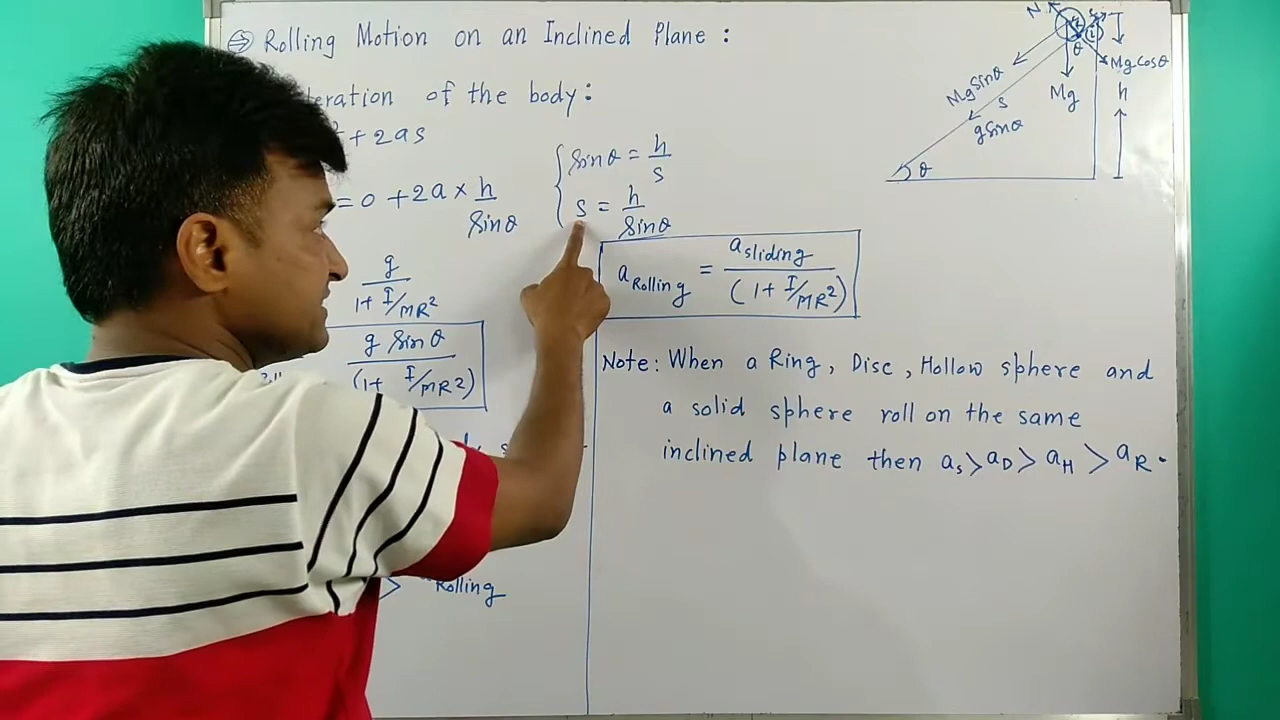 ⇒ Rolling Motion on an Inclined Plane :
eration of the body :
+ 2as
= 0 + 2a × h/Sinθ
g/(1 + I/MR²)
g Sinθ/(1 + I/MR²)
> Rolling
Sinθ = h/s
s = h/Sinθ
a Rolling = a sliding/(1 + I/MR²)
Note : When a Ring, Disc, Hollow sphere and
a solid sphere roll on the same
inclined plane then a_S > a_D > a_H > a_R .
N
Mg Cosθ
Mg Sinθ
Mg
h
s
g Sinθ
θ
θ